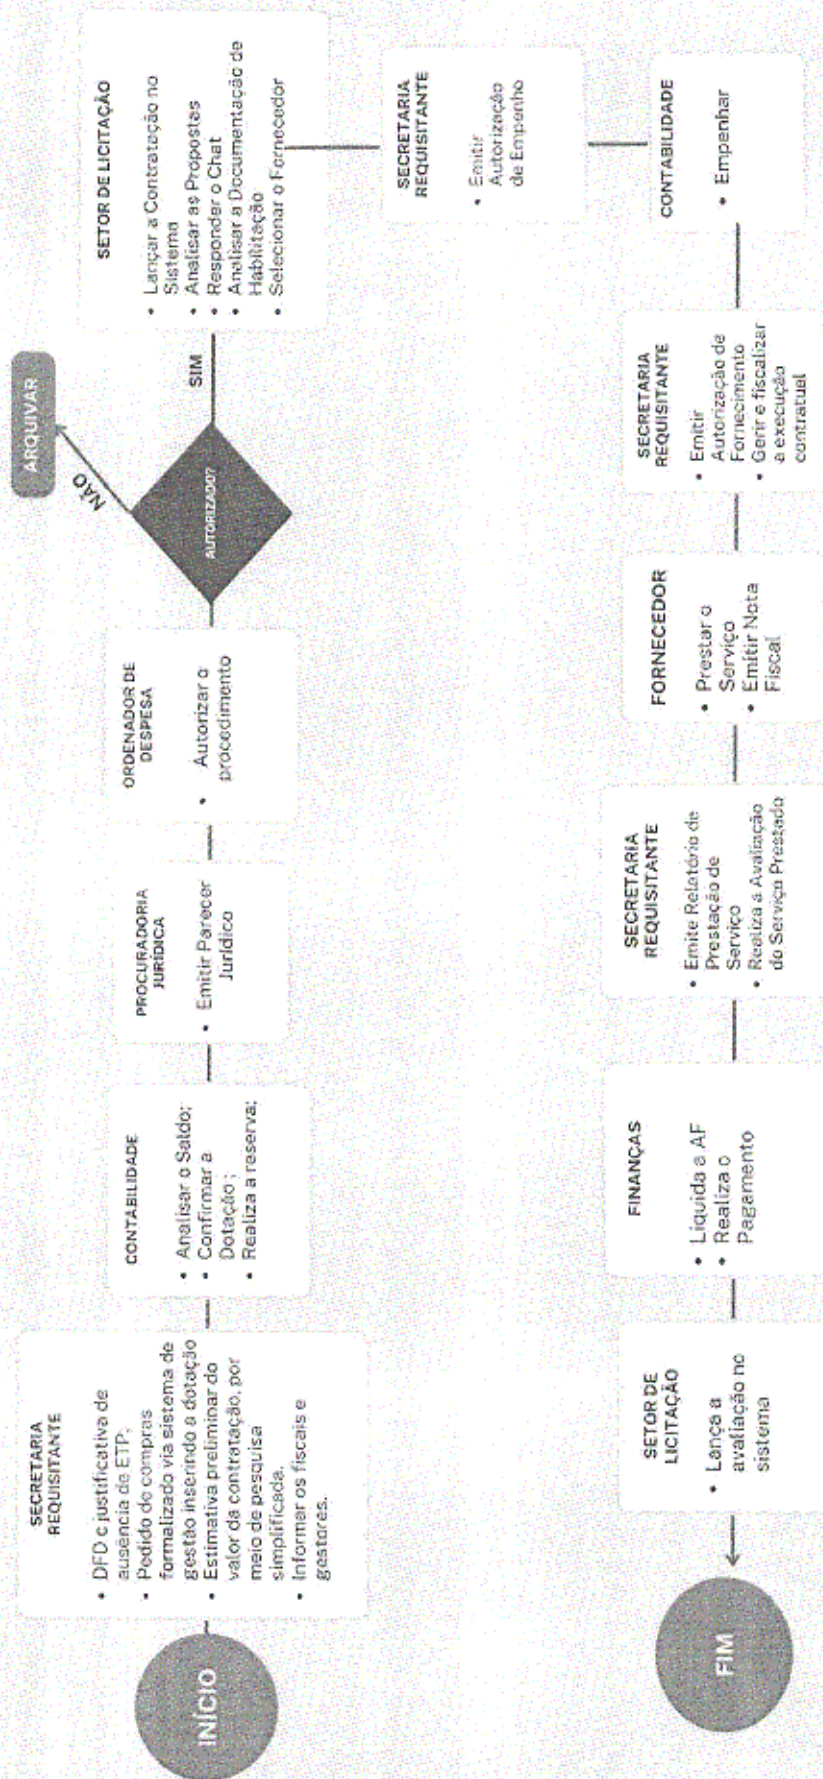 INÍCIO
SECRETARIA
REQUISITANTE
• DFD e justificativa de
ausência de ETP;
• Pedido de compras
formalizado via sistema de
gestão inserindo a dotação
• Estimativa preliminar do
valor da contratação, por
meio de pesquisa
simplificada.
• Informar os fiscais e
gestores.
CONTABILIDADE
• Analisar o Saldo;
• Confirmar a
Dotação;
• Realiza a reserva;
PROCURADORIA
JURÍDICA
• Emitir Parecer
Jurídico
ORDENADOR DE
DESPESA
• Autorizar o
procedimento
AUTORIZADO?
NÃO
ARQUIVAR
SIM
SETOR DE LICITAÇÃO
• Lançar a Contratação no
Sistema
• Analisar as Propostas
• Responder o Chat
• Analisar a Documentação de
Habilitação
• Selecionar o Fornecedor
SECRETARIA
REQUISITANTE
• Emitir
Autorização
de Empenho
CONTABILIDADE
• Empenhar
SECRETARIA
REQUISITANTE
• Emitir
Autorização de
Fornecimento
• Gerir e fiscalizar
a execução
contratual
FORNECEDOR
• Prestar o
Serviço
• Emitir Nota
Fiscal
SECRETARIA
REQUISITANTE
• Emite Relatório de
Prestação de
Serviço
• Realiza a Avaliação
do Serviço Prestado
FINANÇAS
• Liquida a AF
• Realiza o
Pagamento
SETOR DE
LICITAÇÃO
• Lança a
avaliação no
sistema
FIM